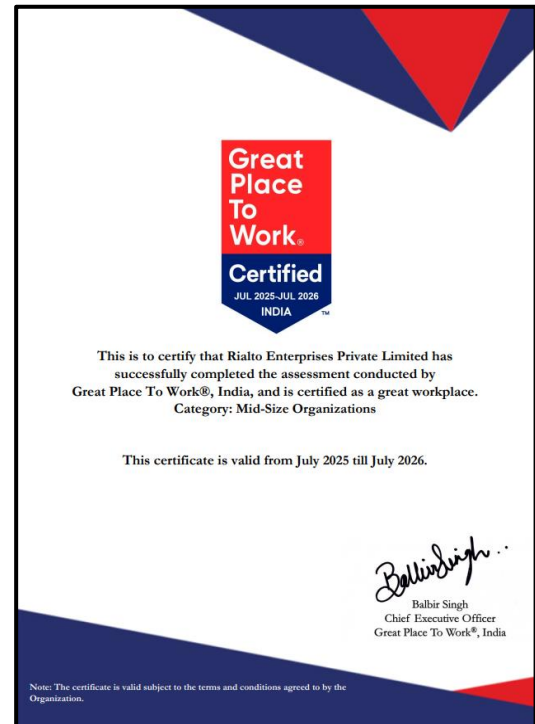 Great
Place
To
Work®
Certified
JUL 2025-JUL 2026
INDIA ™
This is to certify that Rialto Enterprises Private Limited has
successfully completed the assessment conducted by
Great Place To Work®, India, and is certified as a great workplace.
Category: Mid-Size Organizations
This certificate is valid from July 2025 till July 2026.
Balbir Singh
Balbir Singh
Chief Executive Officer
Great Place To Work®, India
Note: The certificate is valid subject to the terms and conditions agreed to by the
Organization.